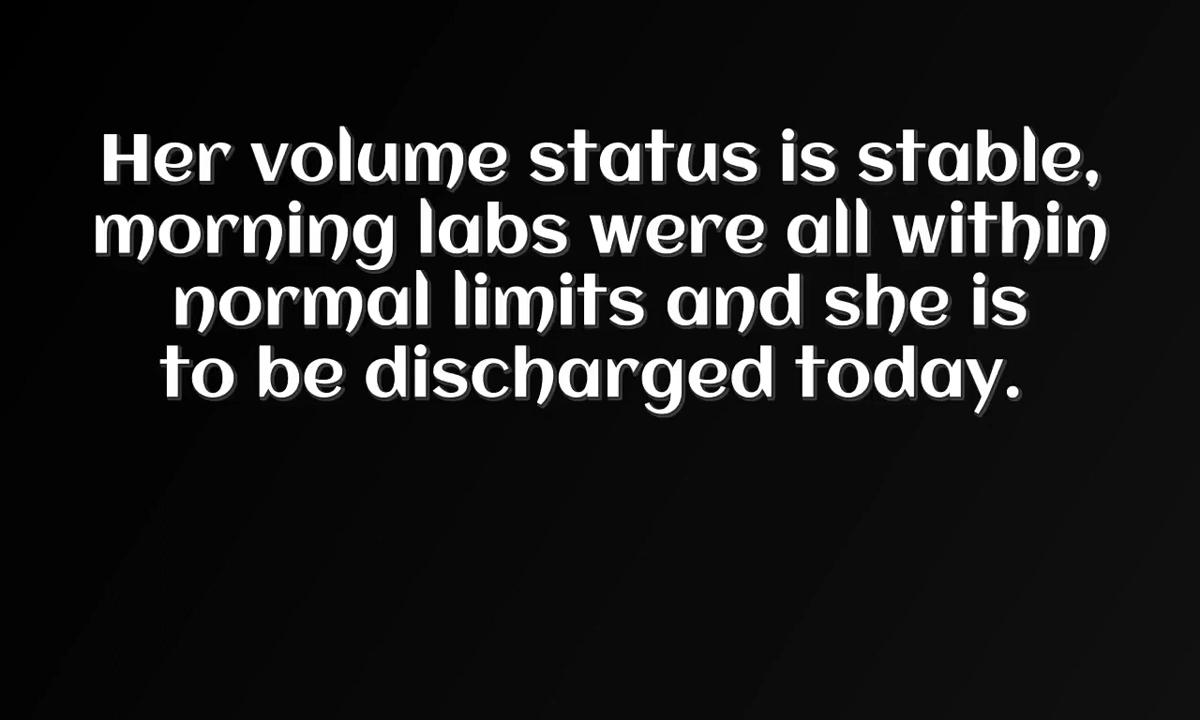 Her volume status is stable,
morning labs were all within
normal limits and she is
to be discharged today.